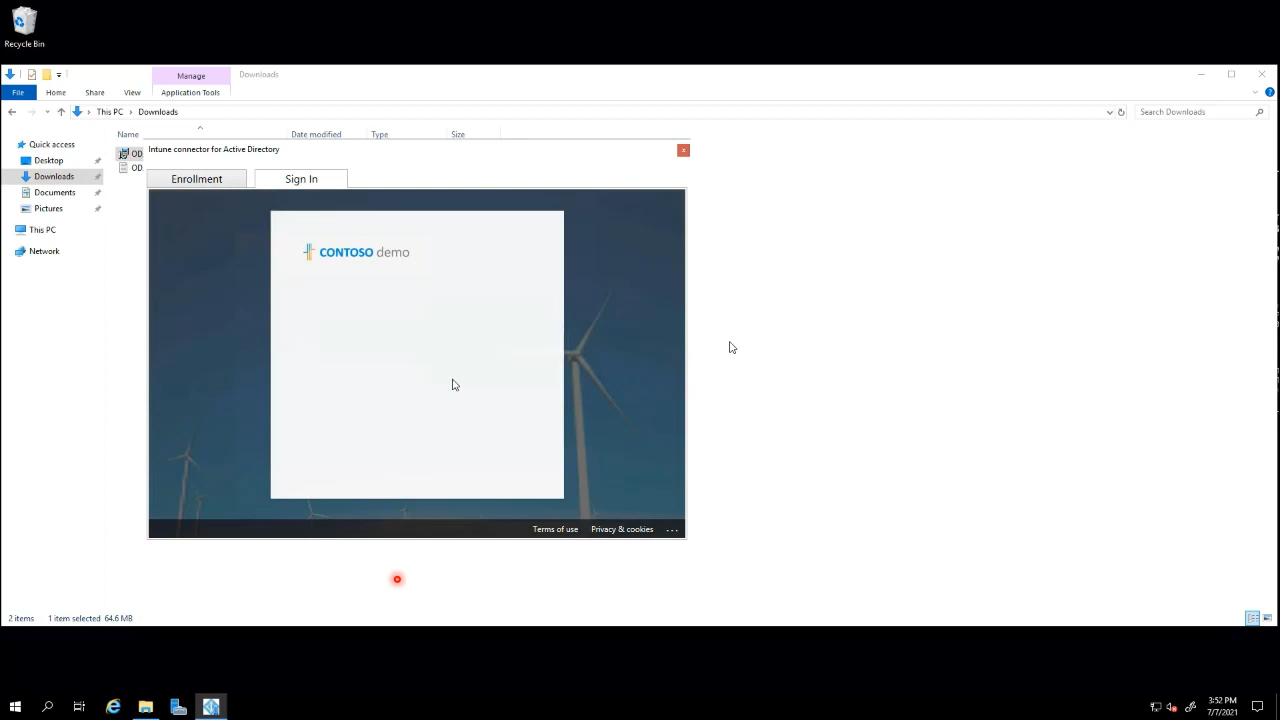 Recycle Bin
Manage
Downloads
File
Home
Share
View
Application Tools
This PC
Downloads
Search Downloads
Quick access
Desktop
Downloads
Documents
Pictures
This PC
Network
Name
Date modified
Type
Size
OD
OD
Intune connector for Active Directory
Enrollment
Sign In
CONTOSO demo
Terms of use
Privacy & cookies
...
2 items
1 item selected 64.6 MB
3:52 PM
7/7/2021